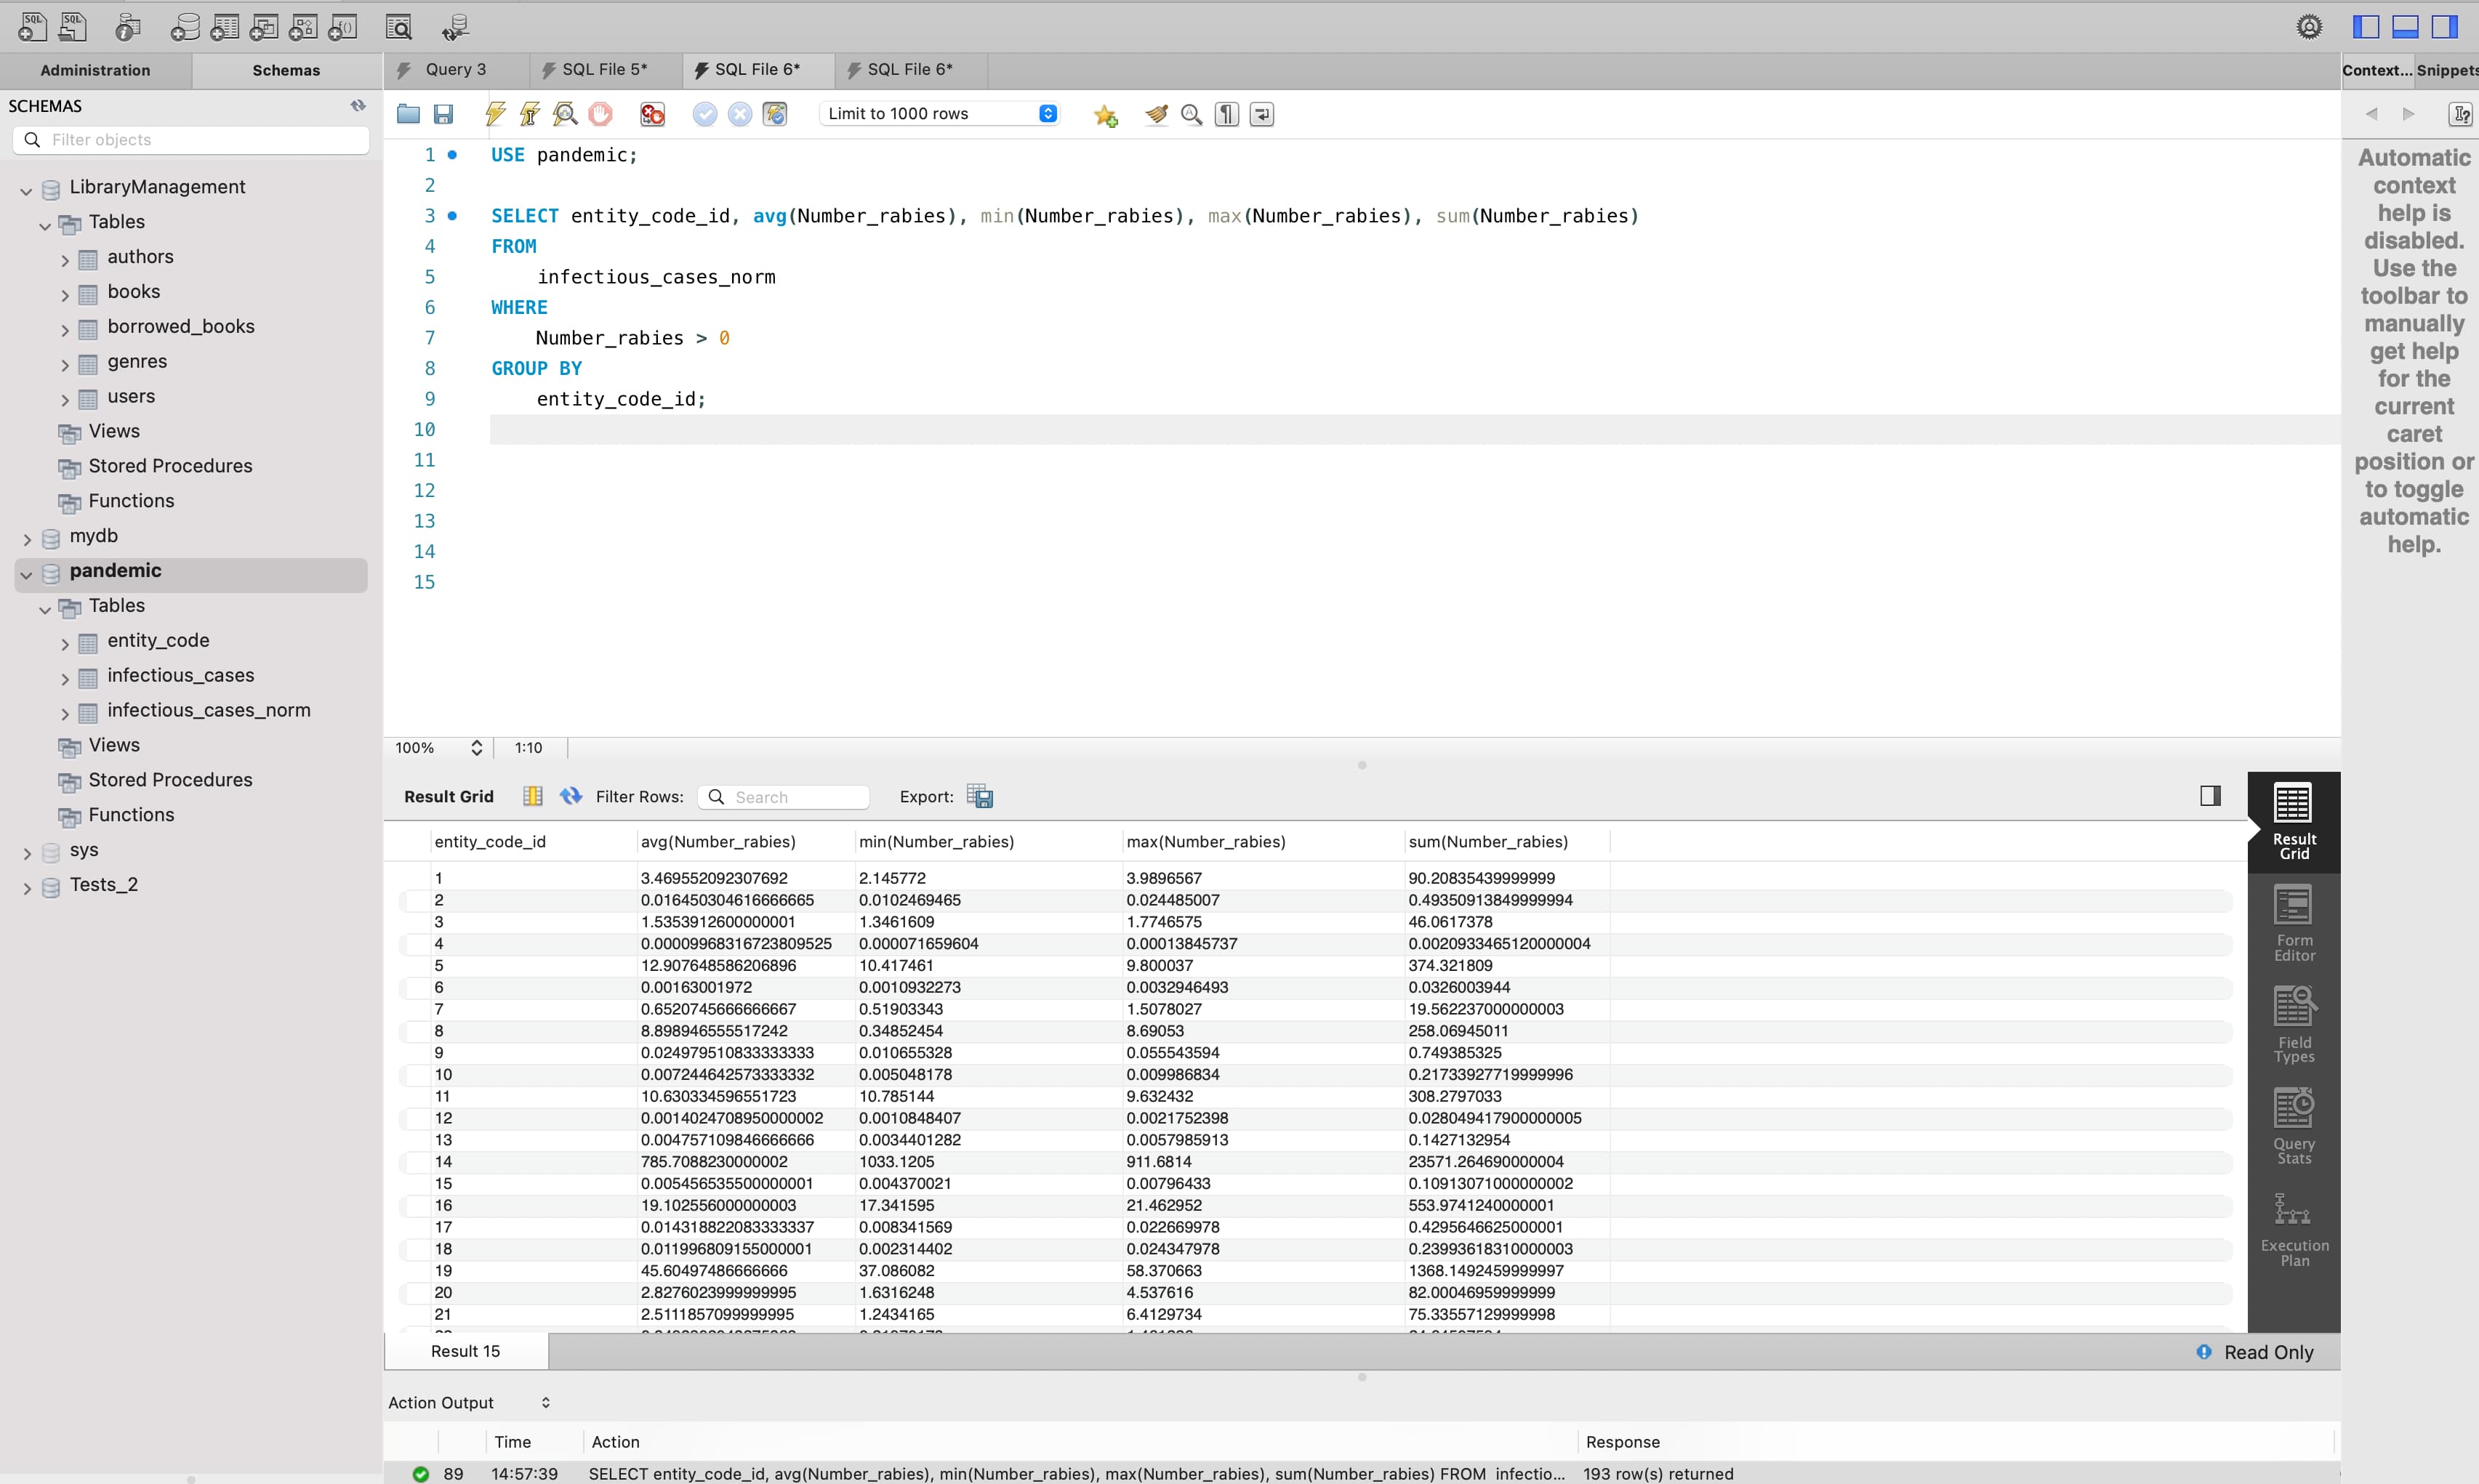 Administration Schemas
Query 3 SQL File 5* SQL File 6* SQL File 6*
Context... Snippets
SCHEMAS
Filter objects
LibraryManagement
Tables
authors
books
borrowed_books
genres
users
Views
Stored Procedures
Functions
mydb
pandemic
Tables
entity_code
infectious_cases
infectious_cases_norm
Views
Stored Procedures
Functions
sys
Tests_2
Limit to 1000 rows
1 USE pandemic;
2
3 SELECT entity_code_id, avg(Number_rabies), min(Number_rabies), max(Number_rabies), sum(Number_rabies)
4 FROM
5 infectious_cases_norm
6 WHERE
7 Number_rabies > 0
8 GROUP BY
9 entity_code_id;
10
11
12
13
14
15
100% 1:10
Result Grid Filter Rows: Search Export:
entity_code_id avg(Number_rabies) min(Number_rabies) max(Number_rabies) sum(Number_rabies)
1 3.469552092307692 2.145772 3.9896567 90.20835439999999
2 0.016450304616666665 0.0102469465 0.024485007 0.49350913849999994
3 1.5353912600000001 1.3461609 1.7746575 46.0617378
4 0.00009968316723809525 0.000071659604 0.00013845737 0.0020933465120000004
5 12.907648586206896 10.417461 9.800037 374.321809
6 0.00163001972 0.0010932273 0.0032946493 0.0326003944
7 0.6520745666666667 0.51903343 1.5078027 19.562237000000003
8 8.898946555517242 0.34852454 8.69053 258.06945011
9 0.024979510833333333 0.010655328 0.055543594 0.749385325
10 0.007244642573333332 0.005048178 0.009986834 0.21733927719999996
11 10.630334596551723 10.785144 9.632432 308.2797033
12 0.0014024708950000002 0.0010848407 0.0021752398 0.028049417900000005
13 0.004757109846666666 0.0034401282 0.0057985913 0.1427132954
14 785.7088230000002 1033.1205 911.6814 23571.264690000004
15 0.005456535500000001 0.004370021 0.00796433 0.10913071000000002
16 19.102556000000003 17.341595 21.462952 553.9741240000001
17 0.014318822083333337 0.008341569 0.022669978 0.4295646625000001
18 0.011996809155000001 0.002314402 0.024347978 0.23993618310000003
19 45.60497486666666 37.086082 58.370663 1368.1492459999997
20 2.8276023999999995 1.6316248 4.537616 82.00046959999999
21 2.5111857099999995 1.2434165 6.4129734 75.33557129999998
Result 15
Read Only
Result
Grid
Form
Editor
Field
Types
Query
Stats
Execution
Plan
Action Output
Time Action Response
89 14:57:39 SELECT entity_code_id, avg(Number_rabies), min(Number_rabies), max(Number_rabies), sum(Number_rabies) FROM infectio... 193 row(s) returned
Automatic
context
help is
disabled.
Use the
toolbar to
manually
get help
for the
current
caret
position or
to toggle
automatic
help.